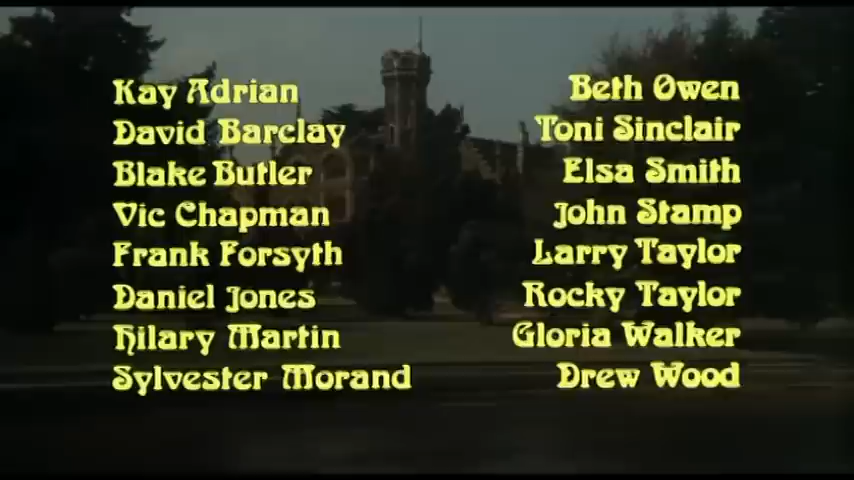 Kay Adrian
David Barclay
Blake Butler
Vic Chapman
Frank Forsyth
Daniel Jones
Hilary Martin
Sylvester Morand
Beth Owen
Toni Sinclair
Elsa Smith
John Stamp
Larry Taylor
Rocky Taylor
Gloria Walker
Drew Wood